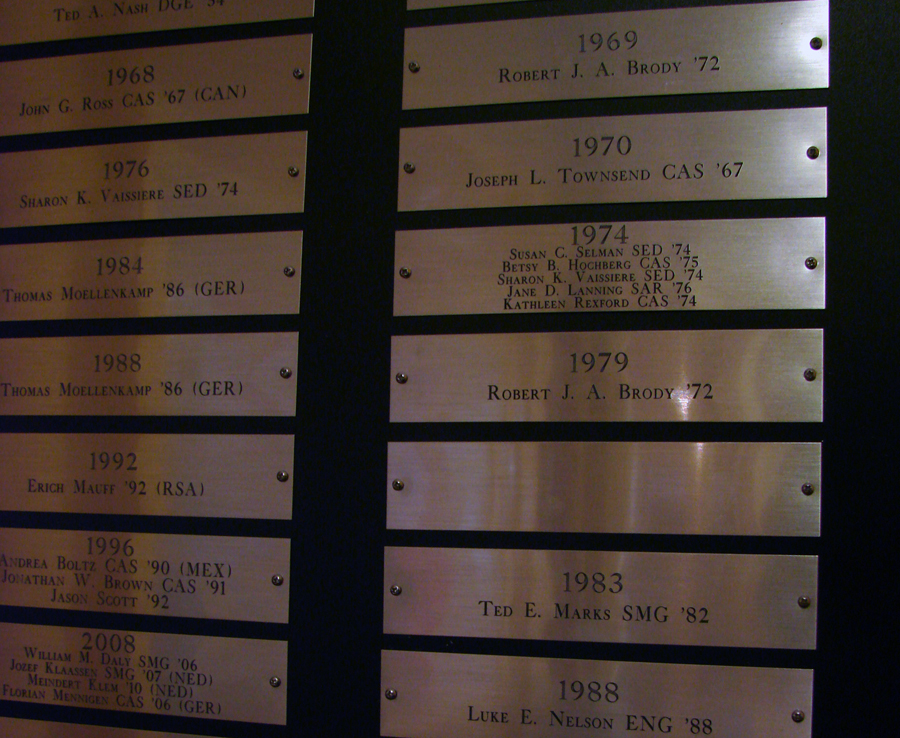 Ted A. Nash DGE '54
1968
John G. Ross CAS '67 (CAN)
1976
Sharon K. Vaissiere SED '74
1984
Thomas Moellenkamp '86 (GER)
1988
Thomas Moellenkamp '86 (GER)
1992
Erich Mauff '92 (RSA)
1996
Andrea Boltz CAS '90 (MEX)
Jonathan W. Brown CAS '91
Jason Scott '92
2008
William M. Daly SMG '06
Jozef Klaassen SMG '07 (NED)
Meindert Klem '10 (NED)
Florian Mennigen CAS '06 (GER)
1969
Robert J. A. Brody '72
1970
Joseph L. Townsend CAS '67
1974
Susan C. Selman SED '74
Betsy B. Hochberg CAS '75
Sharon K. Vaissiere SED '74
Jane D. Lanning SAR '76
Kathleen Rexford CAS '74
1979
Robert J. A. Brody '72
1983
Ted E. Marks SMG '82
1988
Luke E. Nelson ENG '88